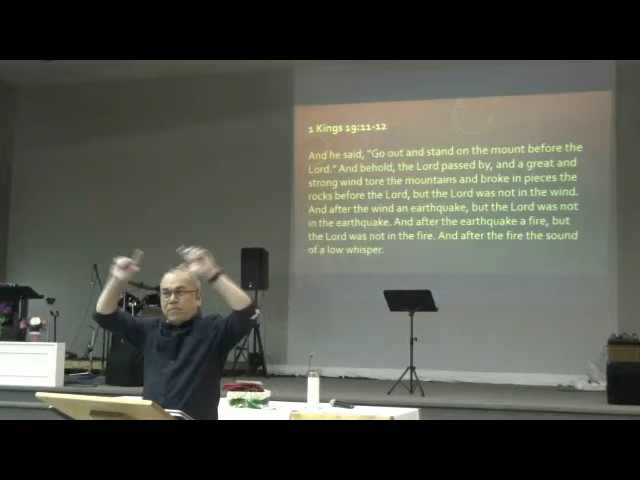 1 Kings 19:11-12
And he said, "Go out and stand on the mount before the
Lord." And behold, the Lord passed by, and a great and
strong wind tore the mountains and broke in pieces the
rocks before the Lord, but the Lord was not in the wind.
And after the wind an earthquake, but the Lord was not
in the earthquake. And after the earthquake a fire, but
the Lord was not in the fire. And after the fire the sound
of a low whisper.